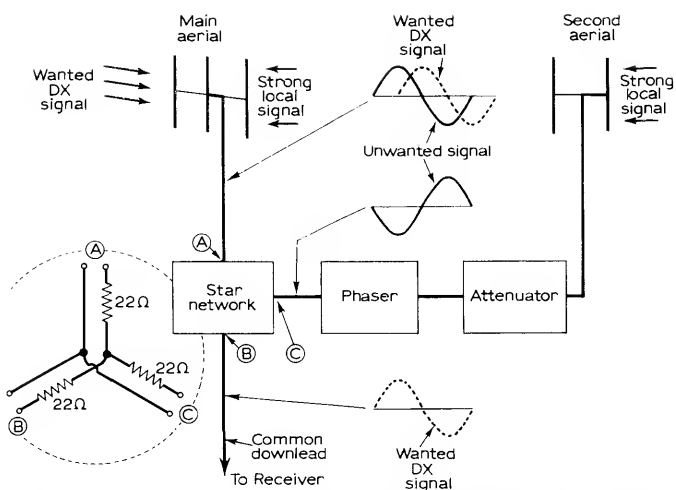 Main
aerial
Wanted
DX
signal
Second
aerial
Wanted
DX
signal
Strong
local
signal
Strong
local
signal
Unwanted signal
A
A
Star
network
Phaser
Attenuator
22Ω
22Ω
22Ω
B
C
B
C
Common
downlead
To Receiver
Wanted
DX
signal